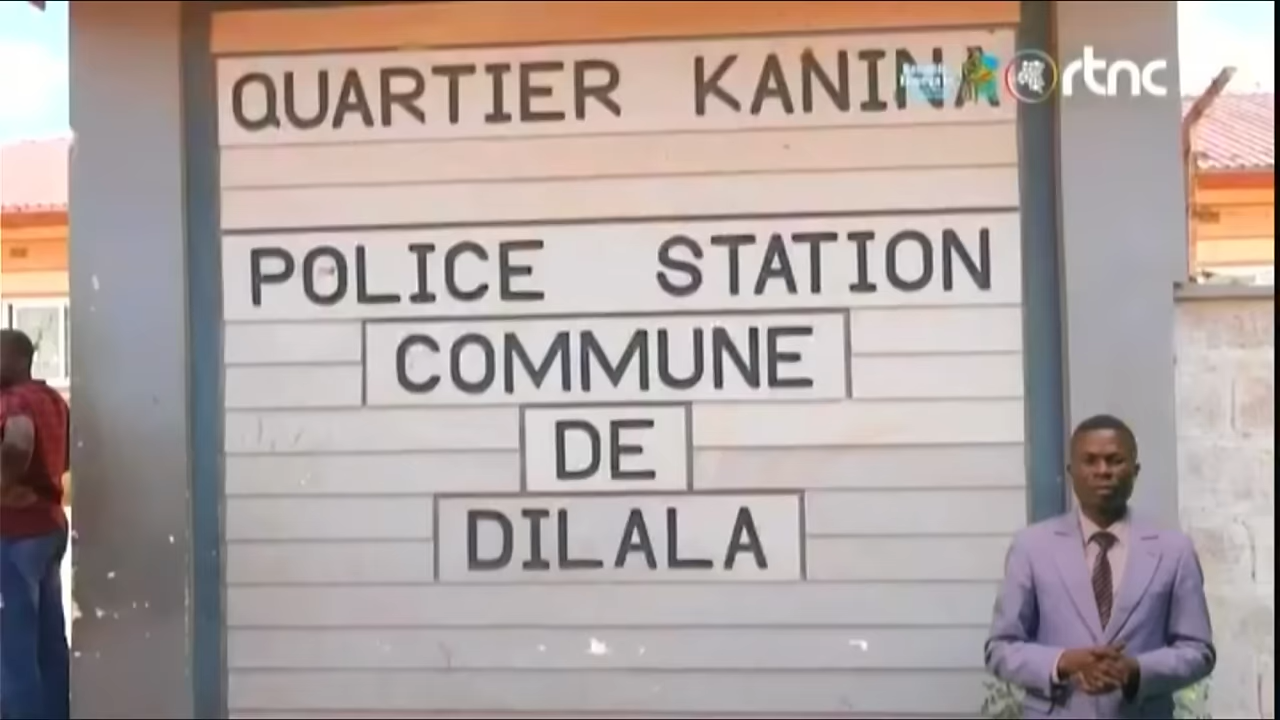 QUARTIER KANINA
rtnc
POLICE STATION
COMMUNE
DE
DILALA